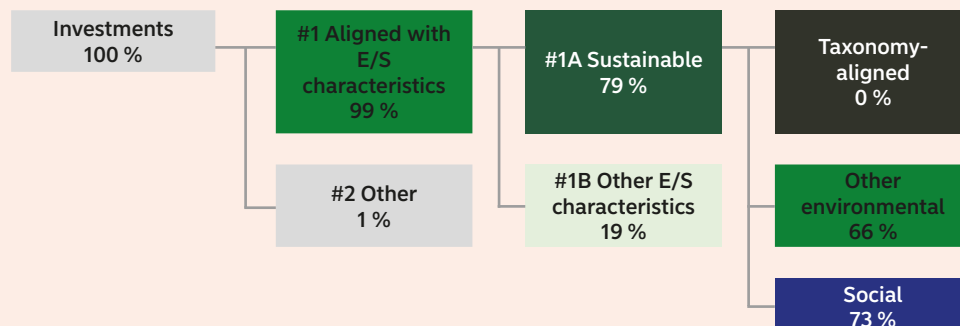 Investments
100 %
#1 Aligned with
E/S
characteristics
99 %
#1A Sustainable
79 %
Taxonomy-
aligned
0 %
#2 Other
1 %
#1B Other E/S
characteristics
19 %
Other
environmental
66 %
Social
73 %